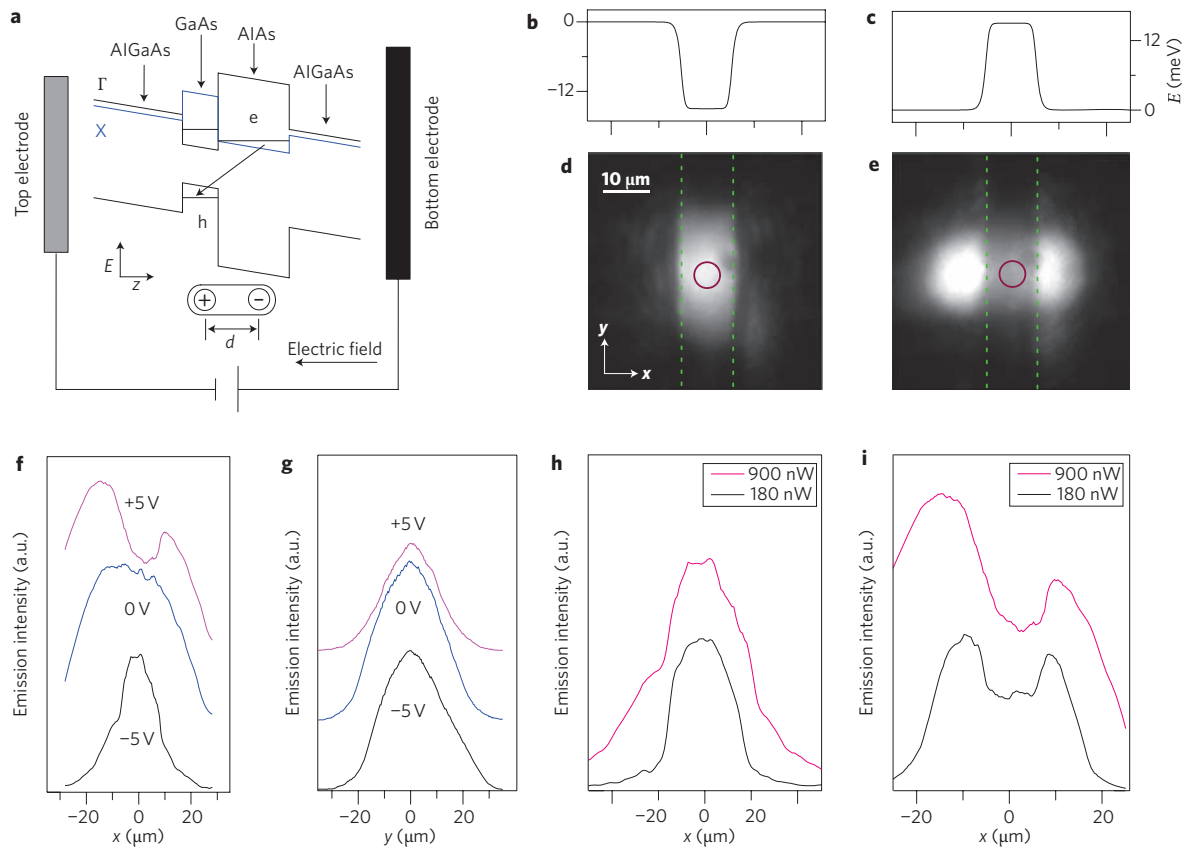 a
AlGaAs
GaAs
AlAs
AlGaAs
Γ
X
e
h
Top electrode
Bottom electrode
E
z
+
−
d
Electric field
b
0
−12
c
12
0
E (meV)
d
10 μm
y
x
e
f
+5 V
0 V
−5 V
Emission intensity (a.u.)
−20
0
20
x (μm)
g
+5 V
0 V
−5 V
Emission intensity (a.u.)
−20
0
20
y (μm)
h
900 nW
180 nW
Emission intensity (a.u.)
−20
0
20
x (μm)
i
900 nW
180 nW
Emission intensity (a.u.)
−20
0
20
x (μm)